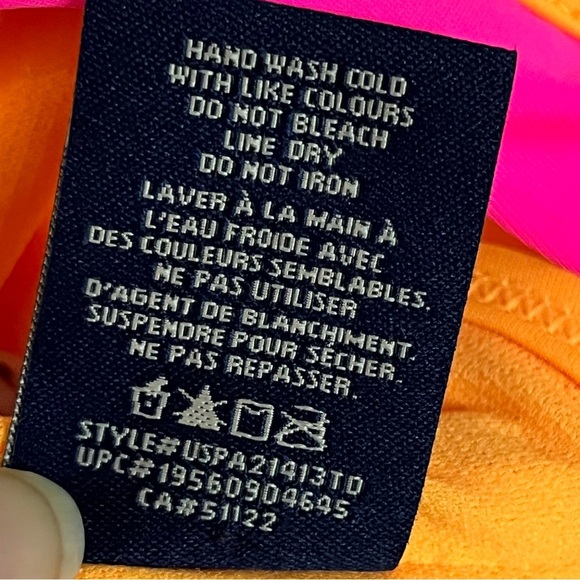 HAND WASH COLD
WITH LIKE COLOURS
DO NOT BLEACH
LINE DRY
DO NOT IRON
LAVER À LA MAIN À
L'EAU FROIDE AVEC
DES COULEURS SEMBLABLES.
NE PAS UTILISER
D'AGENT DE BLANCHIMENT.
SUSPENDRE POUR SÉCHER.
NE PAS REPASSER.
STYLE# USPA21413TD
UPC# 19560904645
CA# 51122